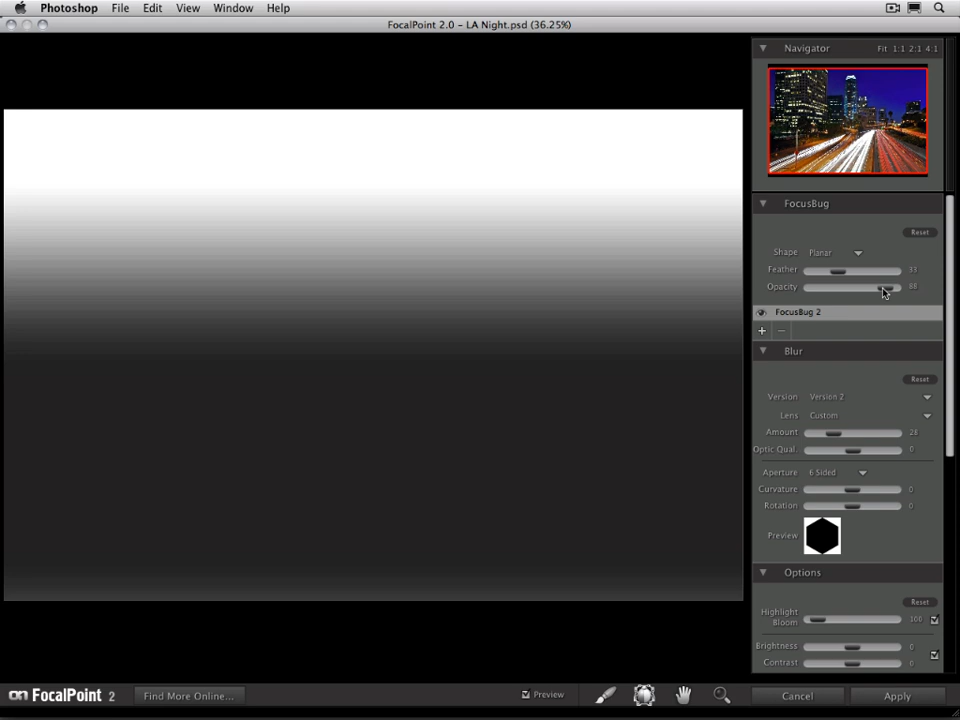 Photoshop File Edit View Window Help
FocalPoint 2.0 - LA Night.psd (36.25%)
Navigator Fit 1:1 2:1 4:1
FocusBug
Reset
Shape Planar
Feather 33
Opacity 88
FocusBug 2
+ −
Blur
Reset
Version Version 2
Lens Custom
Amount 28
Optic Qual. 0
Aperture 6 Sided
Curvature 0
Rotation 0
Preview
Options
Reset
Highlight
Bloom 100
Brightness 0
Contrast 0
on FocalPoint 2 Find More Online... Preview Cancel Apply